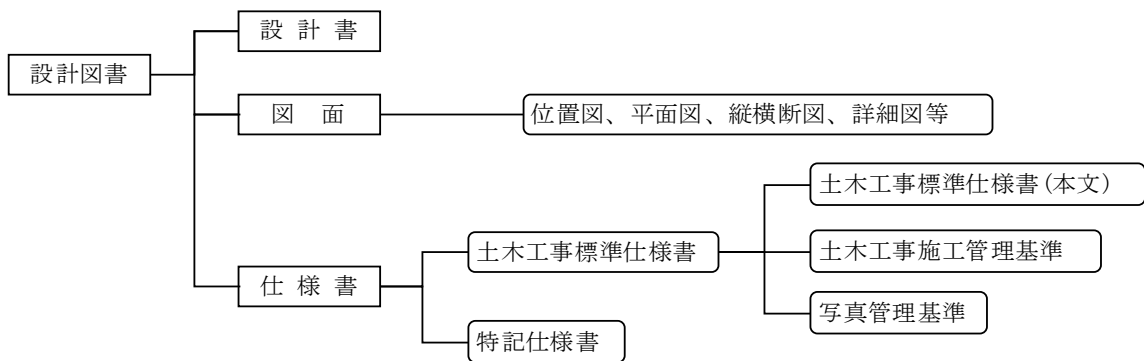 設計書
設計図書
図面
位置図、平面図、縦横断図、詳細図等
土木工事標準仕様書(本文)
土木工事標準仕様書
土木工事施工管理基準
仕様書
写真管理基準
特記仕様書